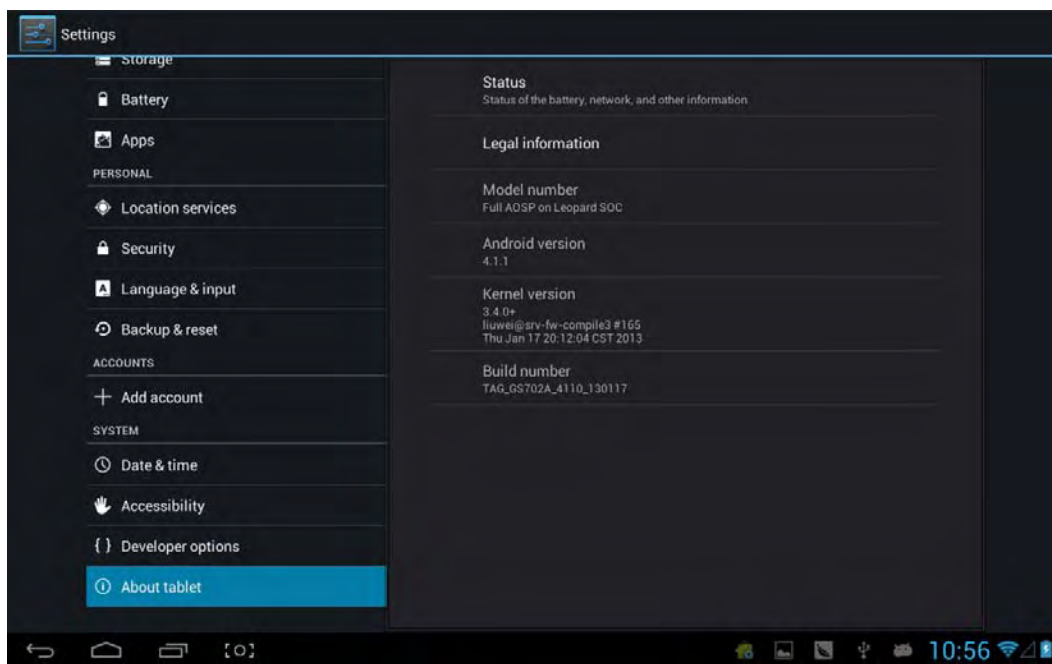 Settings
Storage
Battery
Apps
PERSONAL
Location services
Security
Language & input
Backup & reset
ACCOUNTS
Add account
SYSTEM
Date & time
Accessibility
{ } Developer options
About tablet
Status
Status of the battery, network, and other information
Legal information
Model number
Full AOSP on Leopard SOC
Android version
4.1.1
Kernel version
3.4.0+
liuwei@srv-fw-compile3 #165
Thu Jan 17 20:12:04 CST 2013
Build number
TAG_GS702A_4110_130117
10:56